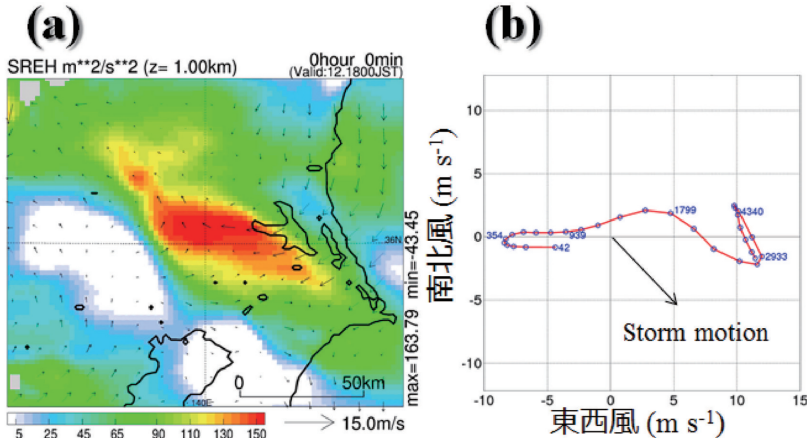 (a)
SREH m**2/s**2 (z= 1.00km)
0hour 0min
(Valid:12.1800JST)
36N
140E
0
50km
max=163.79 min=-43.45
5 25 45 65 90 110 130 150
15.0m/s
(b)
南北風 (m s-1)
10
5
0
-5
-10
354
42
939
1799
4340
2933
Storm motion
-10
-5
0
5
10
15
東西風 (m s-1)